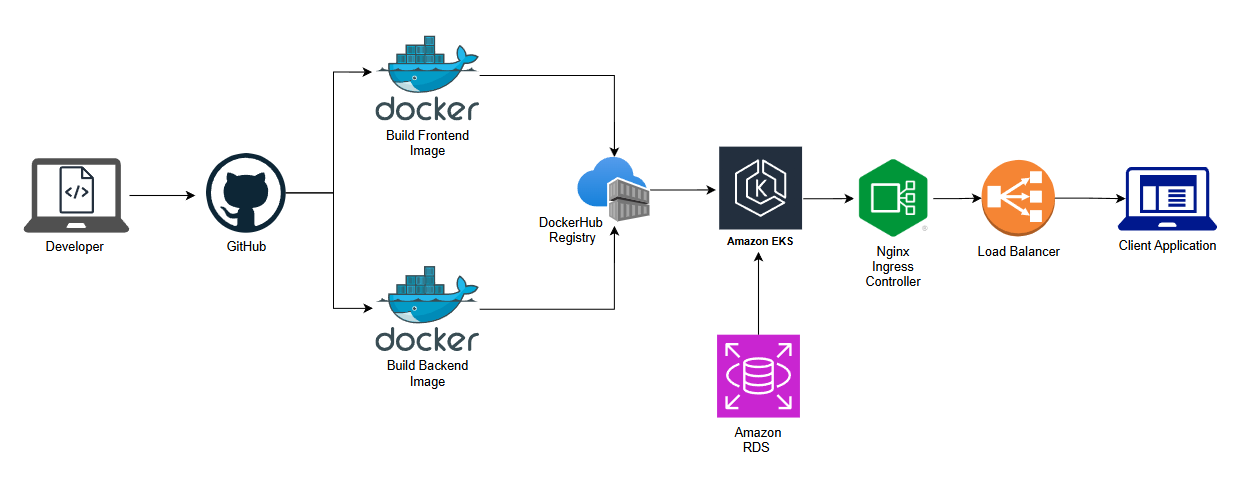 Developer
GitHub
docker
Build Frontend
Image
docker
Build Backend
Image
DockerHub
Registry
K
Amazon EKS
Amazon
RDS
Nginx
Ingress
Controller
®
Load Balancer
Client Application